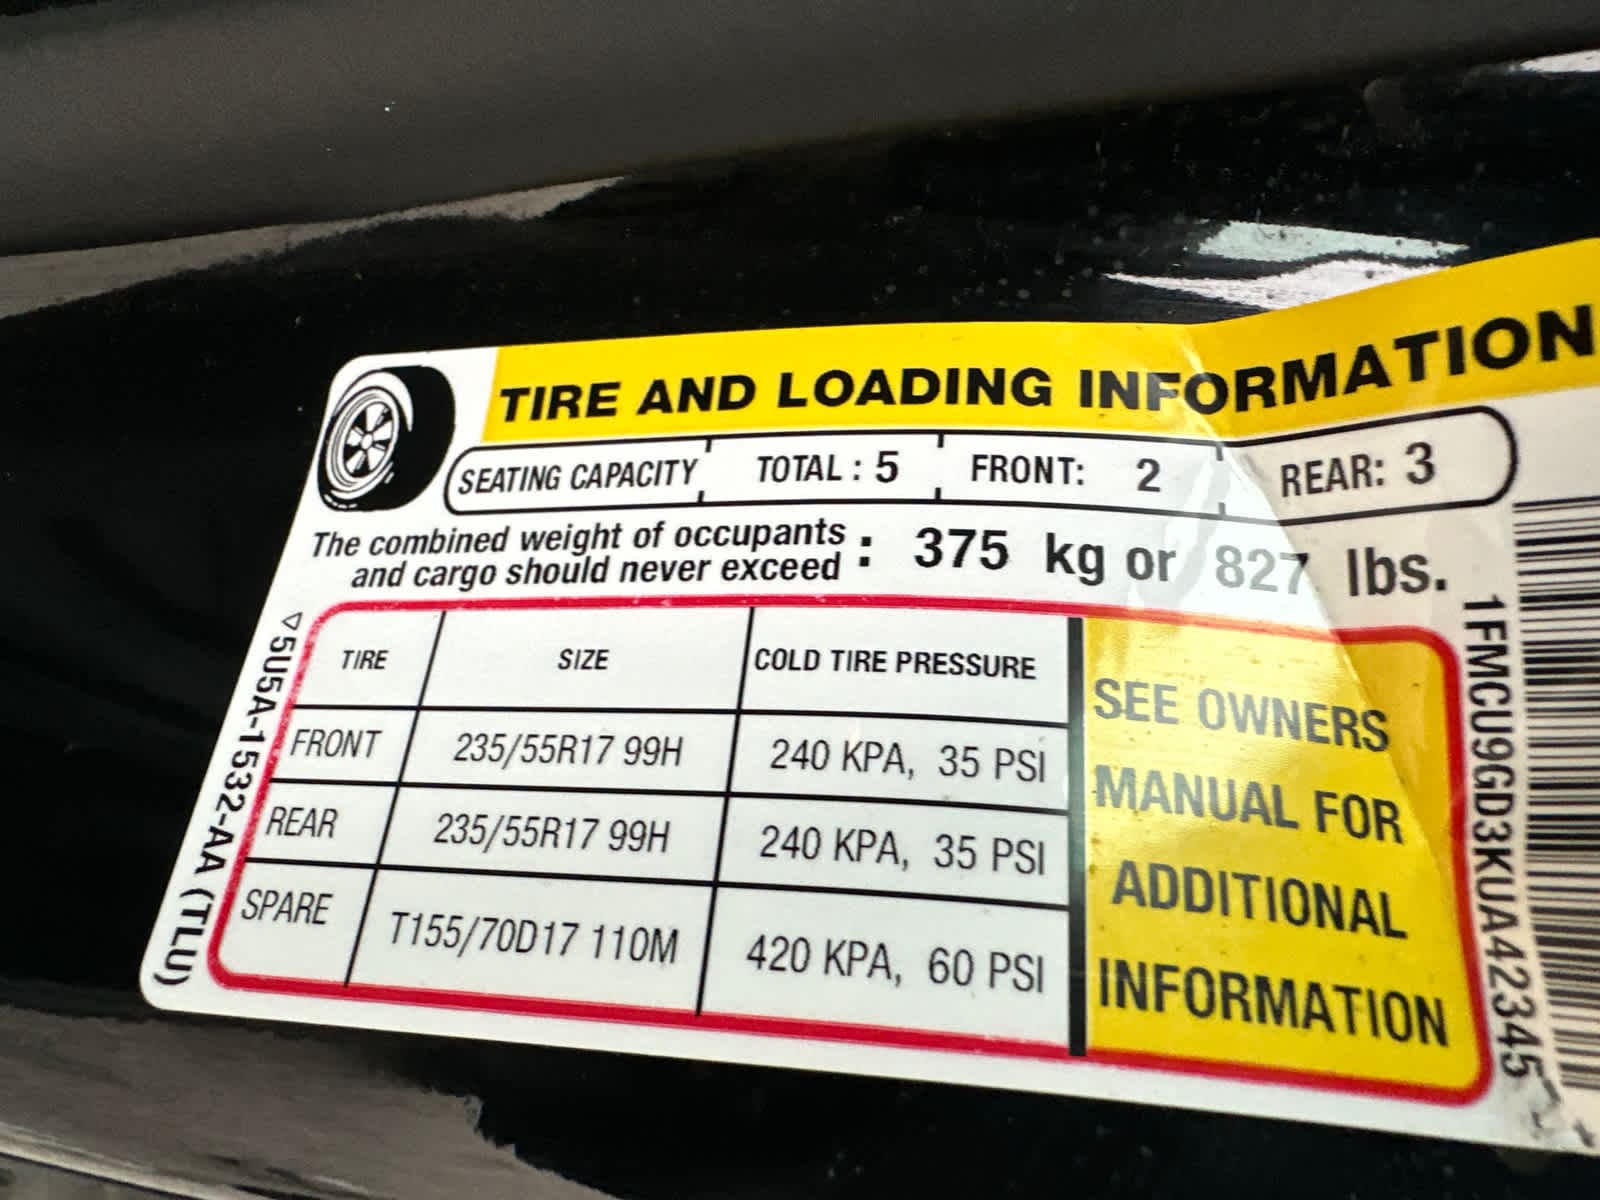 TIRE AND LOADING INFORMATION
SEATING CAPACITY TOTAL : 5 FRONT: 2 REAR: 3
The combined weight of occupants
and cargo should never exceed : 375 kg or 827 lbs.
TIRE SIZE COLD TIRE PRESSURE
FRONT 235/55R17 99H 240 KPA, 35 PSI
REAR 235/55R17 99H 240 KPA, 35 PSI
SPARE T155/70D17 110M 420 KPA, 60 PSI
SEE OWNERS
MANUAL FOR
ADDITIONAL
INFORMATION
5U5A-1532-AA (TLU)
1FMCU9GD3KUA42345